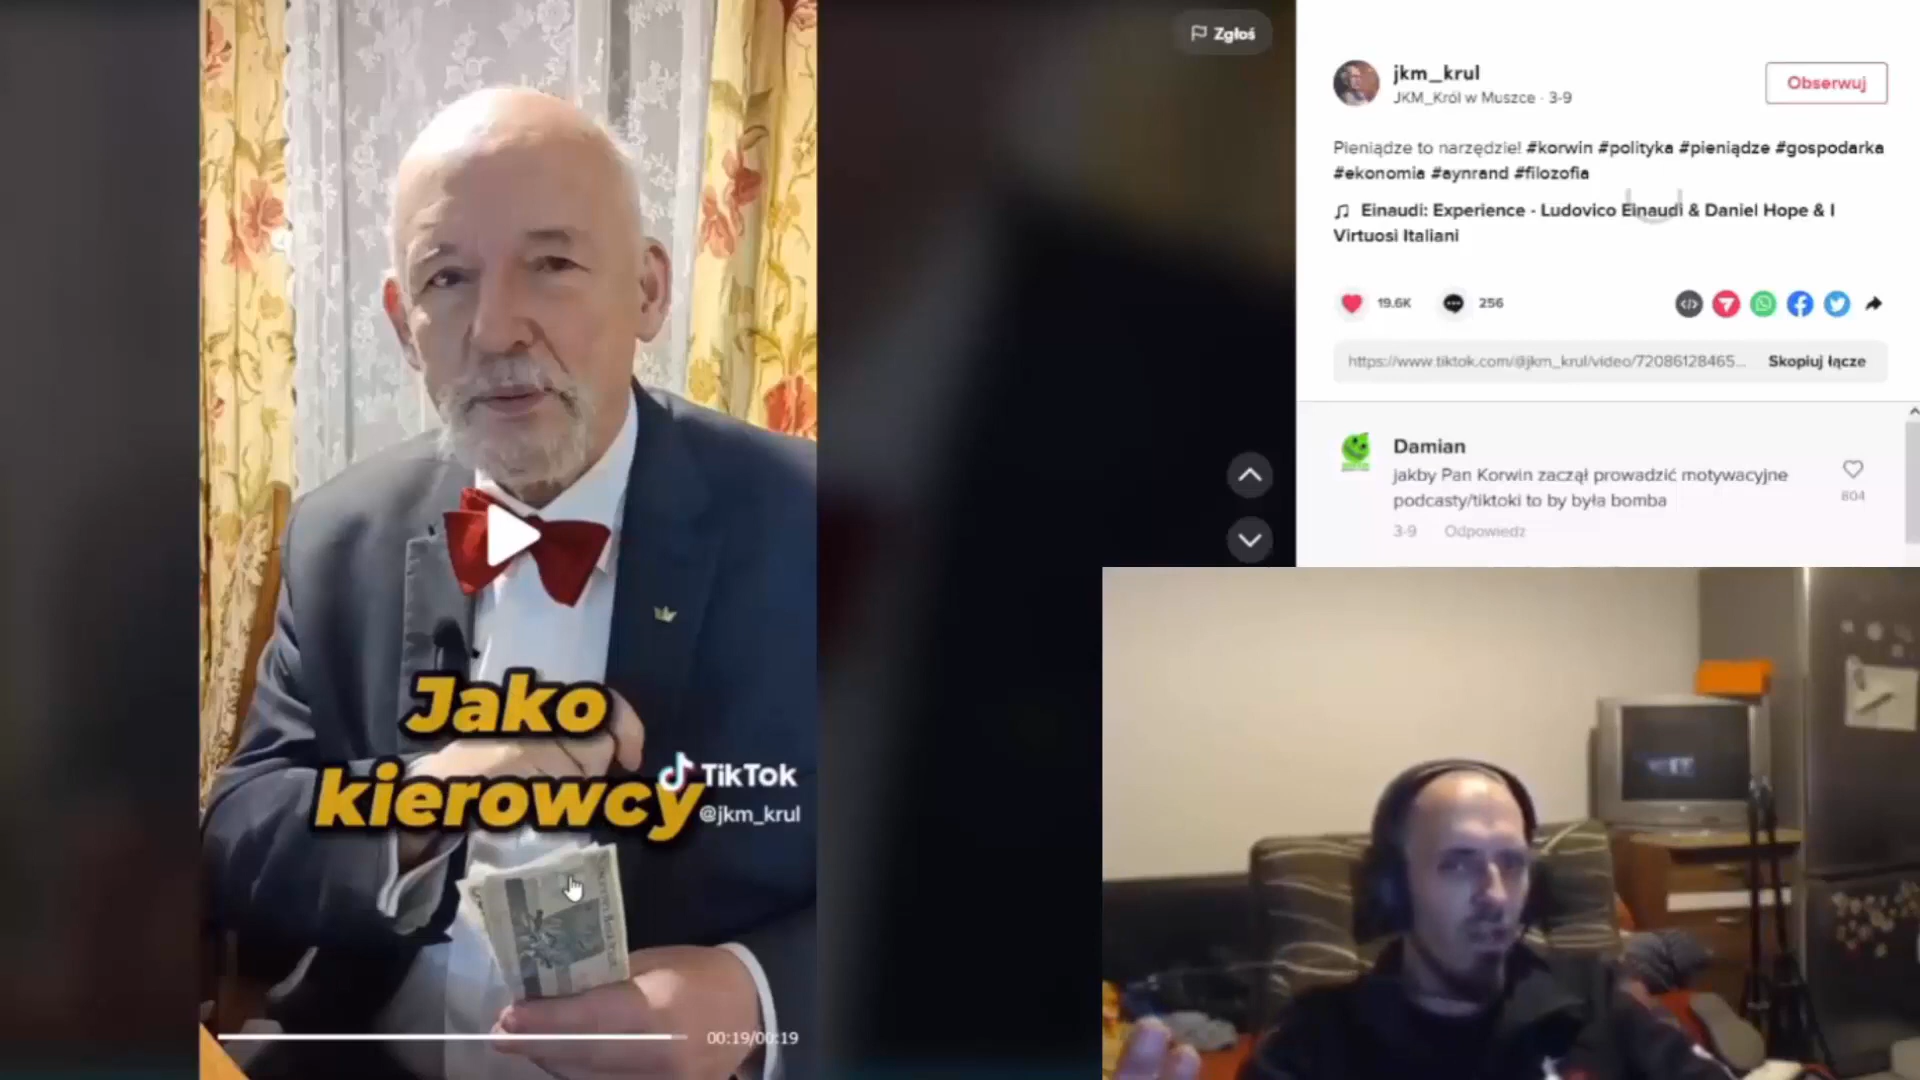 Zgłoś
jkm_krul
JKM_Król w Muszce · 3-9
Obserwuj
Pieniądze to narzędzie! #korwin #polityka #pieniądze #gospodarka
#ekonomia #aynrand #filozofia
Einaudi: Experience - Ludovico Einaudi & Daniel Hope & I
Virtuosi Italiani
19.6K
256
https://www.tiktok.com/@jkm_krul/video/72086128465...
Skopiuj łącze
Damian
jakby Pan Korwin zaczął prowadzić motywacyjne
podcasty/tiktoki to by była bomba
804
3-9 Odpowiedz
Jako
kierowcy
TikTok
@jkm_krul
00:19/00:19